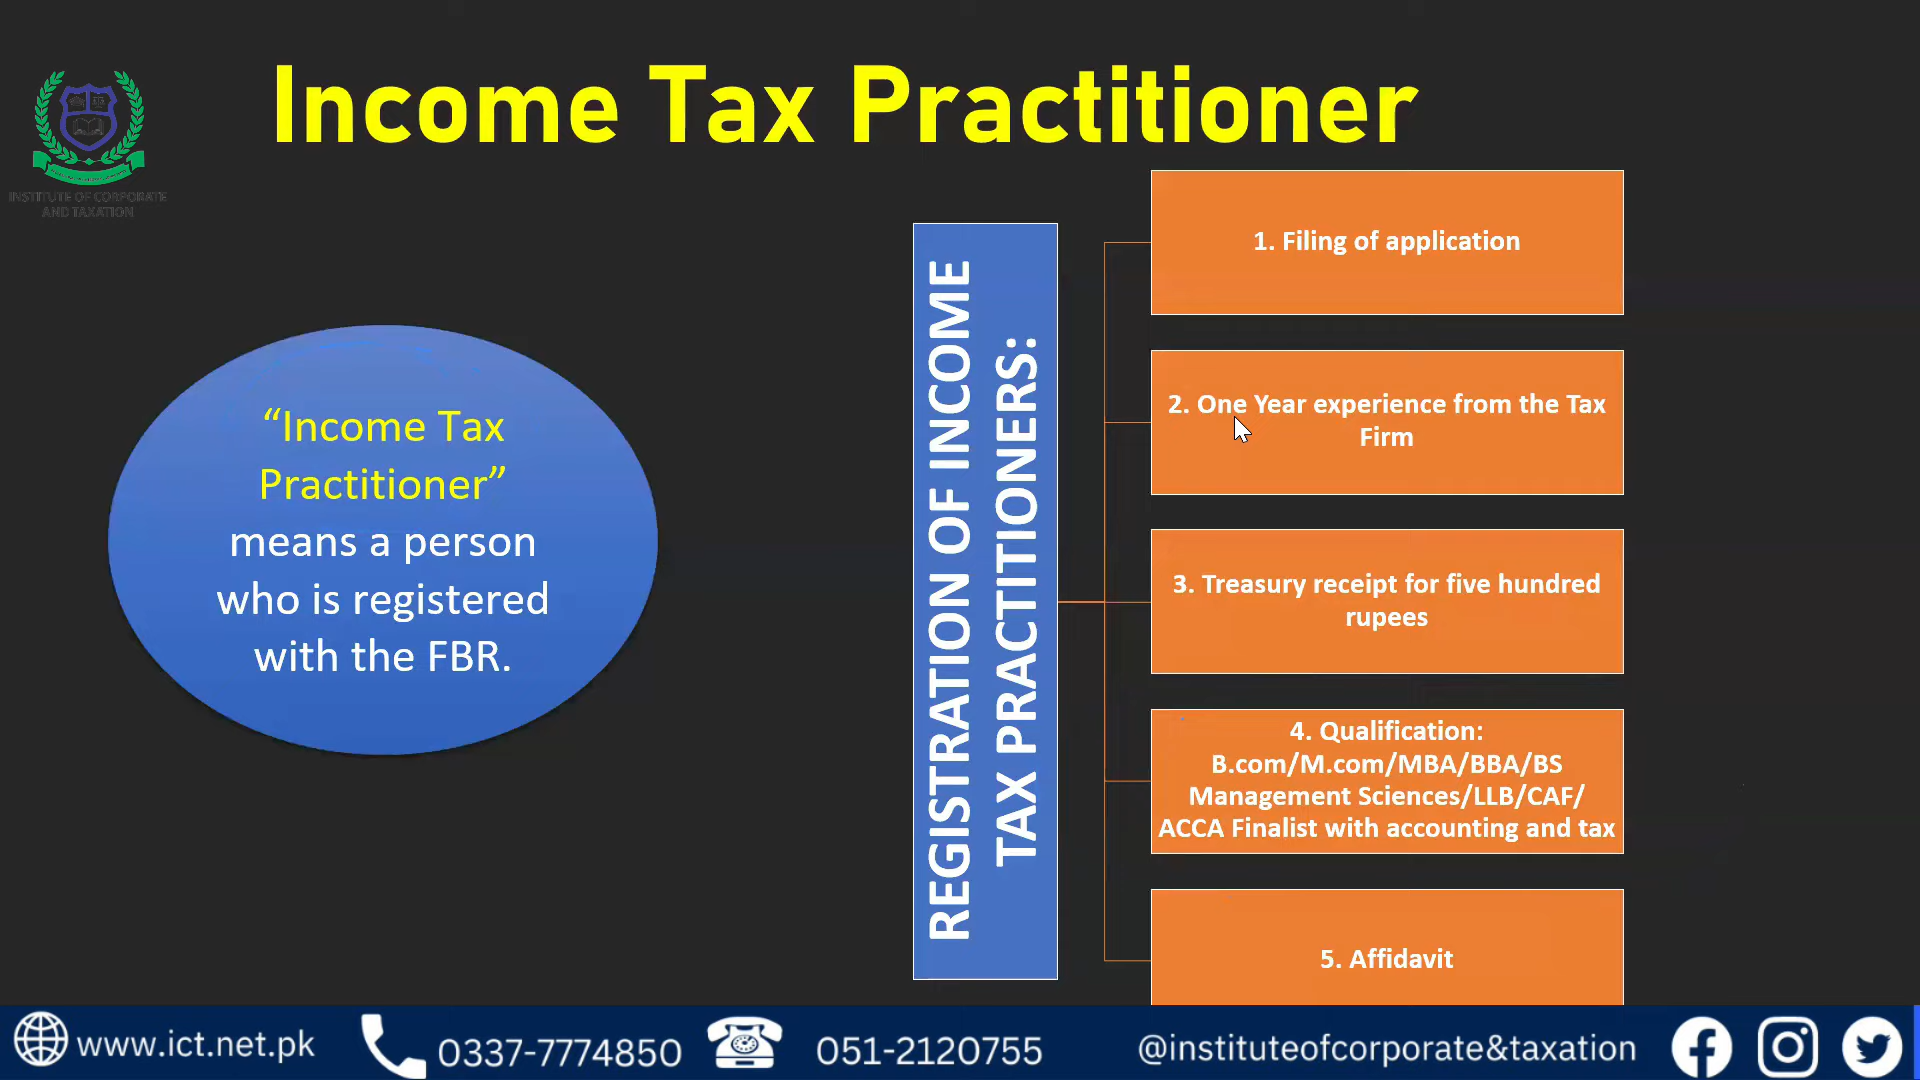 Income Tax Practitioner
INSTITUTE OF CORPORATE
AND TAXATION
“Income Tax
Practitioner”
means a person
who is registered
with the FBR.
REGISTRATION OF INCOME
TAX PRACTITIONERS:
1. Filing of application
2. One Year experience from the Tax
Firm
3. Treasury receipt for five hundred
rupees
4. Qualification:
B.com/M.com/MBA/BBA/BS
Management Sciences/LLB/CAF/
ACCA Finalist with accounting and tax
5. Affidavit
www.ict.net.pk
0337-7774850
051-2120755
@instituteofcorporate&taxation